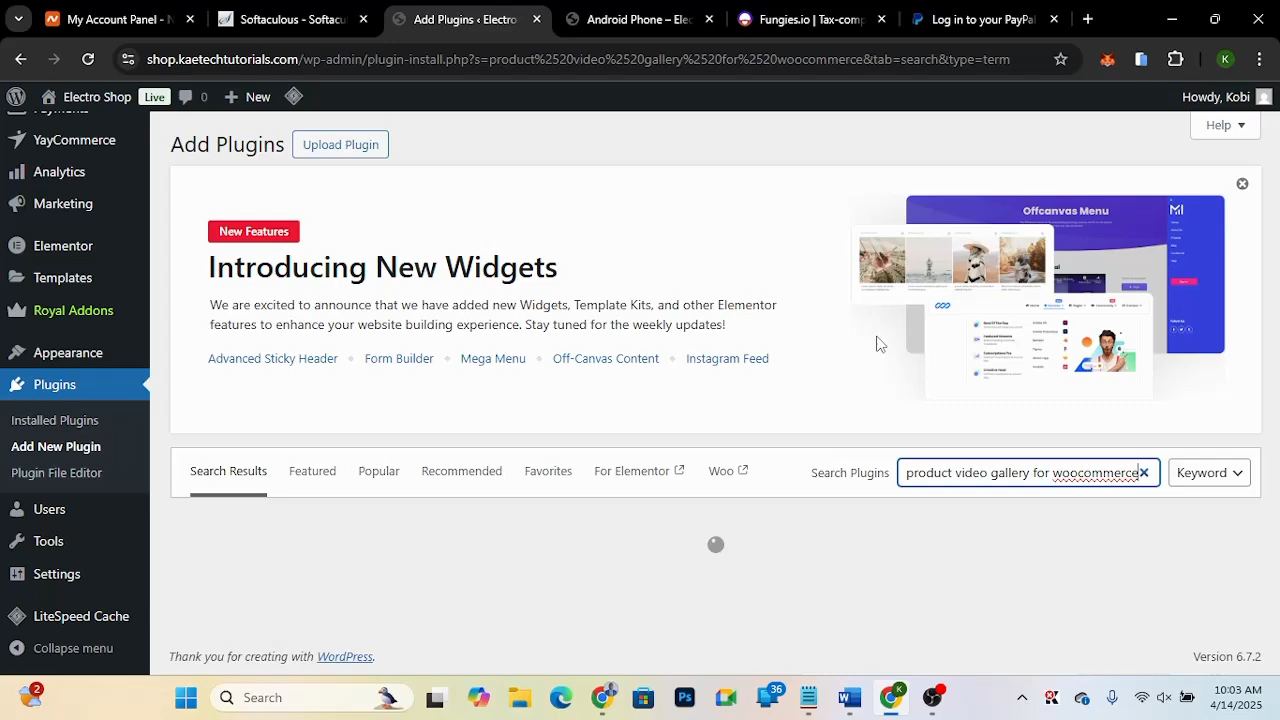 My Account Panel - N
Softaculous - Softacu
Add Plugins ‹ Electro
Android Phone – Elec
Fungies.io | Tax-comp
Log in to your PayPa
shop.kaetechtutorials.com/wp-admin/plugin-install.php?s=product%2520video%2520gallery%2520for%2520woocommerce&tab=search&type=term
K
Electro Shop
Live
0
New
Howdy, Kobi
Payments
YayCommerce
Analytics
Marketing
Elementor
Templates
Royal Addons
Appearance
Plugins
Installed Plugins
Add New Plugin
Plugin File Editor
Users
Tools
Settings
LiteSpeed Cache
Collapse menu
Add Plugins
Upload Plugin
Help
New Features
Introducing New Widgets
We are excited to announce that we have added new Widgets, Template Kits, and other Elementor
features to enhance your website building experience. Stay tuned for the weekly updates.
Advanced Sticky Header
Form Builder
Mega Menu
Off-Canvas Content
Instagram Feed
Offcanvas Menu
Search Results
Featured
Popular
Recommended
Favorites
For Elementor
Woo
Search Plugins
product video gallery for woocommerce
Keyword
Thank you for creating with WordPress.
Version 6.7.2
2
Search
Ps
36
K
10:03 AM
4/14/2025